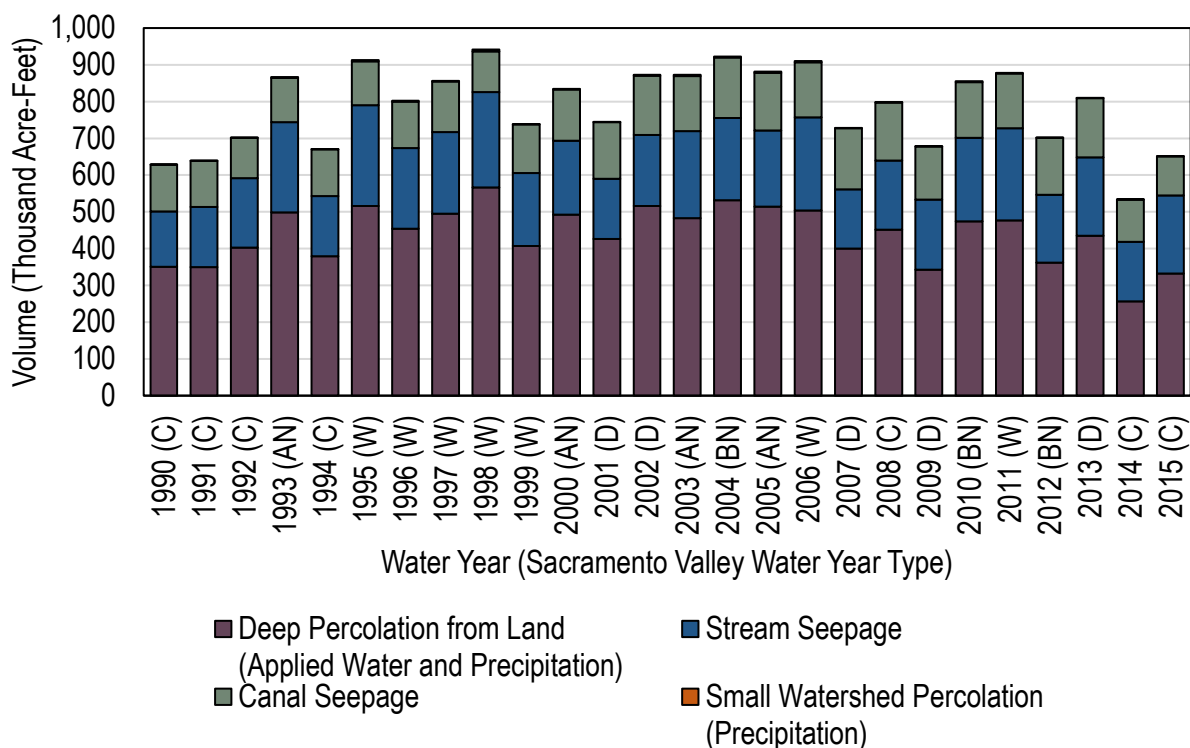 Volume (Thousand Acre-Feet)
1,000
900
800
700
600
500
400
300
200
100
0
1990 (C)
1991 (C)
1992 (C)
1993 (AN)
1994 (C)
1995 (W)
1996 (W)
1997 (W)
1998 (W)
1999 (W)
2000 (AN)
2001 (D)
2002 (D)
2003 (AN)
2004 (BN)
2005 (AN)
2006 (W)
2007 (D)
2008 (C)
2009 (D)
2010 (BN)
2011 (W)
2012 (BN)
2013 (D)
2014 (C)
2015 (C)
Water Year (Sacramento Valley Water Year Type)
Deep Percolation from Land
(Applied Water and Precipitation)
Stream Seepage
Canal Seepage
Small Watershed Percolation
(Precipitation)